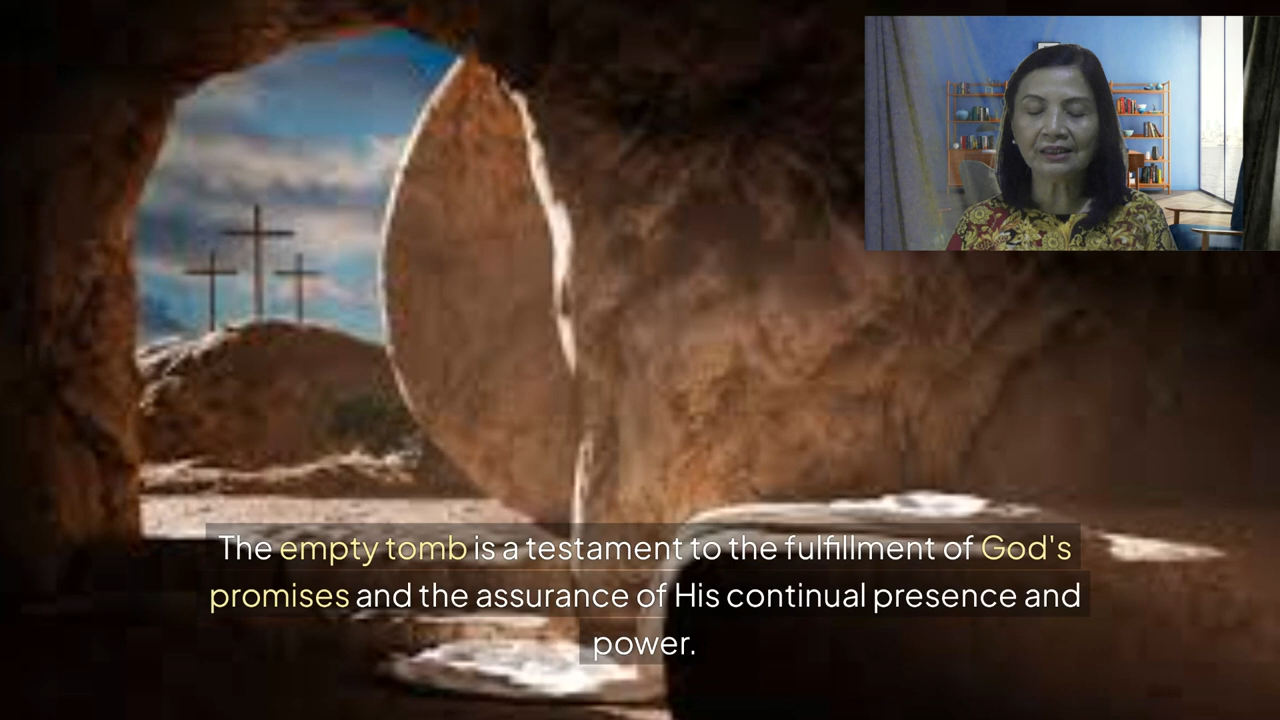 The empty tomb is a testament to the fulfillment of God's
promises and the assurance of His continual presence and
power.